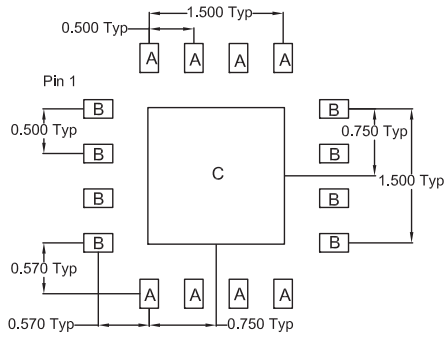 1.500 Typ
0.500 Typ
A A A A
Pin 1
B B
0.500 Typ 0.750 Typ
B B
C
1.500 Typ
B B
B B
0.570 Typ
A A A A
0.570 Typ 0.750 Typ